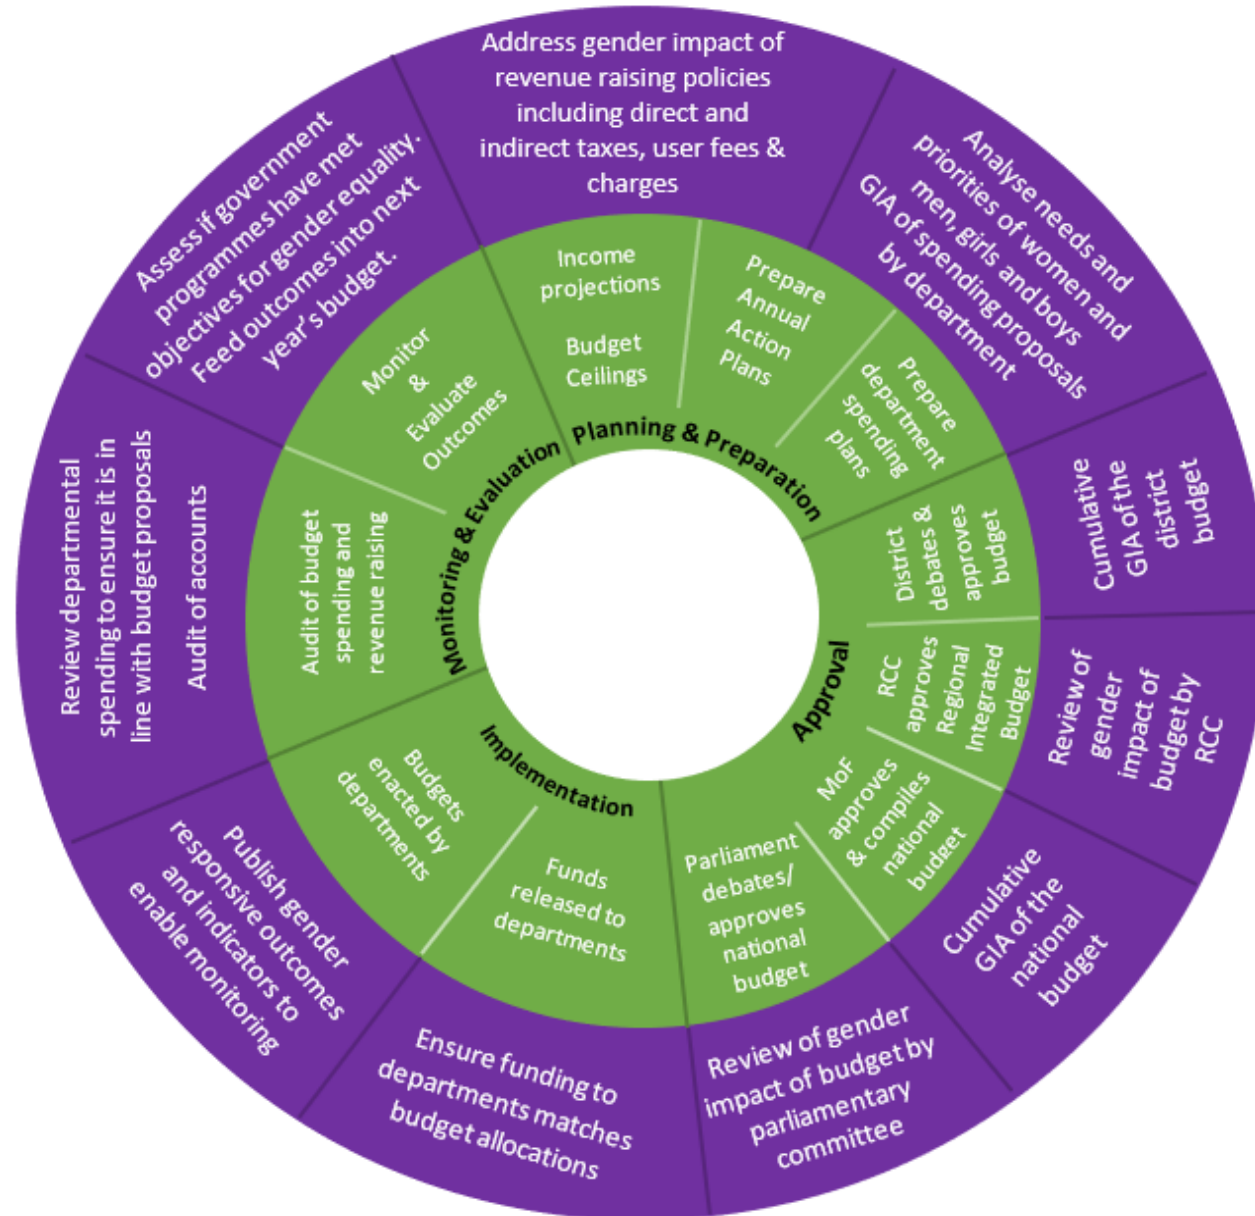 Address gender impact of
revenue raising policies
including direct and
indirect taxes, user fees &
charges
Analyse needs and
priorities of women and
men, girls and boys
GIA of spending proposals
by department
Cumulative
GIA of the
district
budget
Review of
gender
impact of
budget by
RCC
Cumulative
GIA of the
national
budget
Review of gender
impact of budget by
parliamentary
committee
Ensure funding to
departments matches
budget allocations
Publish gender
responsive outcomes
and indicators to
enable monitoring
Review departmental
spending to ensure it is in
line with budget proposals
Audit of accounts
Assess if government
programmes have met
objectives for gender equality.
Feed outcomes into next
year's budget.
Income
projections
Budget
Ceilings
Prepare
Annual
Action
Plans
Prepare
department
spending
plans
District
debates &
approves
budget
RCC
approves
Regional
Integrated
Budget
MoF
approves
& compiles
national
budget
Parliament
debates/
approves
national
budget
Funds
released to
departments
Budgets
enacted by
departments
Audit of budget
spending and
revenue raising
Monitor
&
Evaluate
Outcomes
Planning & Preparation
Approval
Implementation
Monitoring & Evaluation